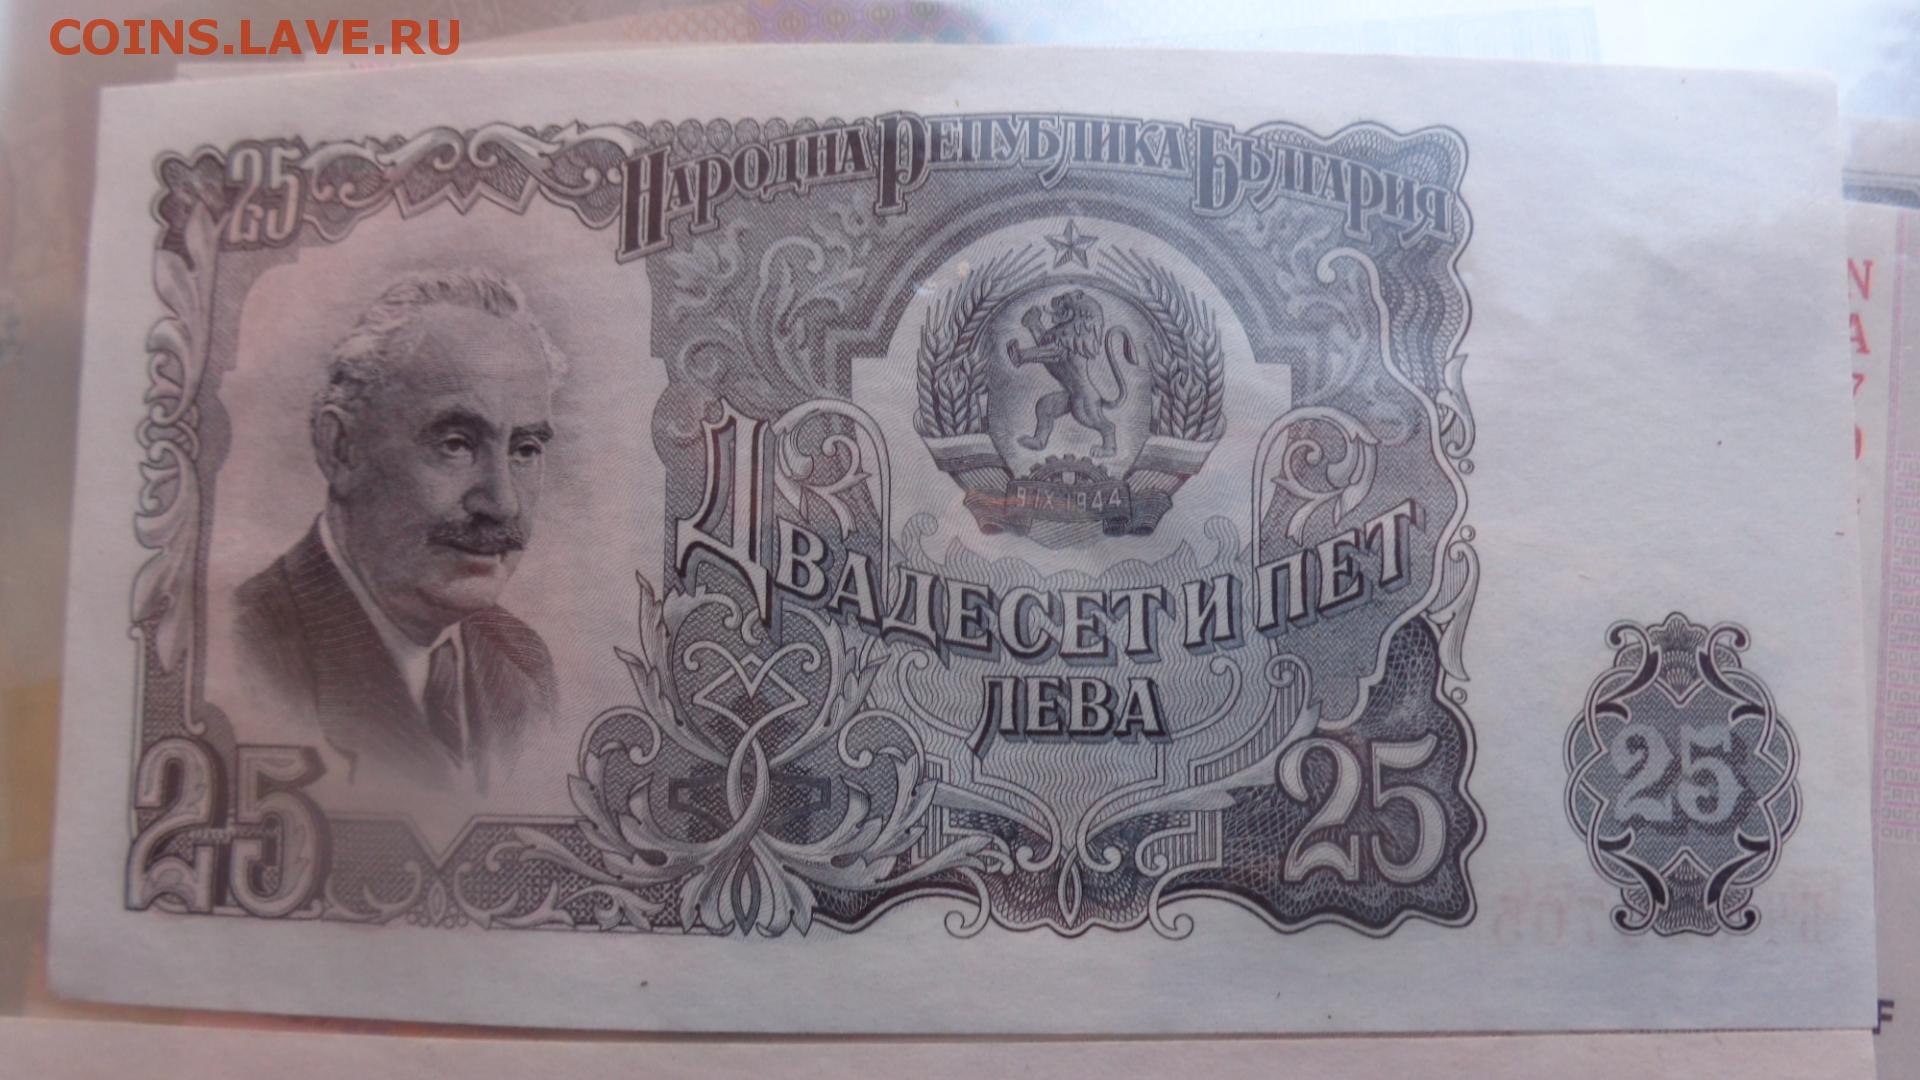 COINS.LAVE.RU
25
НАРОДНА РЕПУБЛИКА БЪЛГАРИЯ
9 IX 1944
ДВАДЕСЕТ И ПЕТ
ЛЕВА
25
25
25
N
A